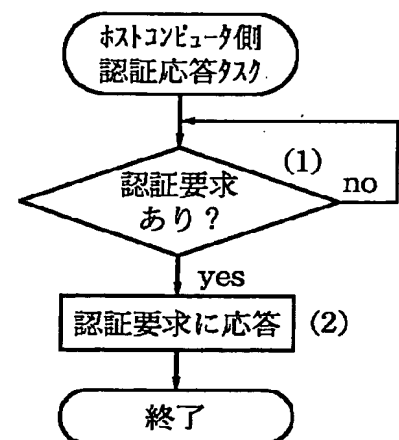 ホストコンピュータ側
認証応答タスク
(1)
認証要求
あり？
no
yes
認証要求に応答
(2)
終了